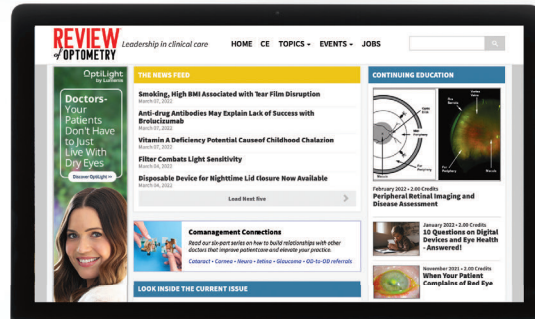 REVIEW
of OPTOMETRY
Leadership in clinical care
HOME CE TOPICS EVENTS JOBS
OptiLight
by Lumenis
Doctors-
Your
Patients
Don't Have
to Just
Live With
Dry Eyes
Discover OptiLight >>
THE NEWS FEED
Smoking, High BMI Associated with Tear Film Disruption
March 07, 2022
Anti-drug Antibodies May Explain Lack of Success with
Brolucizumab
March 07, 2022
Vitamin A Deficiency Potential Causeof Childhood Chalazion
March 07, 2022
Filter Combats Light Sensitivity
March 04, 2022
Disposable Device for Nighttime Lid Closure Now Available
March 04, 2022
Load Next five
Comanagement Connections
Read our six-part series on how to build relationships with other
doctors that improve patientcare and elevate your practice.
Cataract • Cornea • Neuro • Retina • Glaucoma • OD-to-OD referrals
LOOK INSIDE THE CURRENT ISSUE
CONTINUING EDUCATION
February 2022 • 2.00 Credits
Peripheral Retinal Imaging and
Disease Assessment
January 2022 • 2.00 Credits
10 Questions on Digital
Devices and Eye Health
- Answered!
November 2021 • 2.00 Credits
When Your Patient
Complains of Red Eye